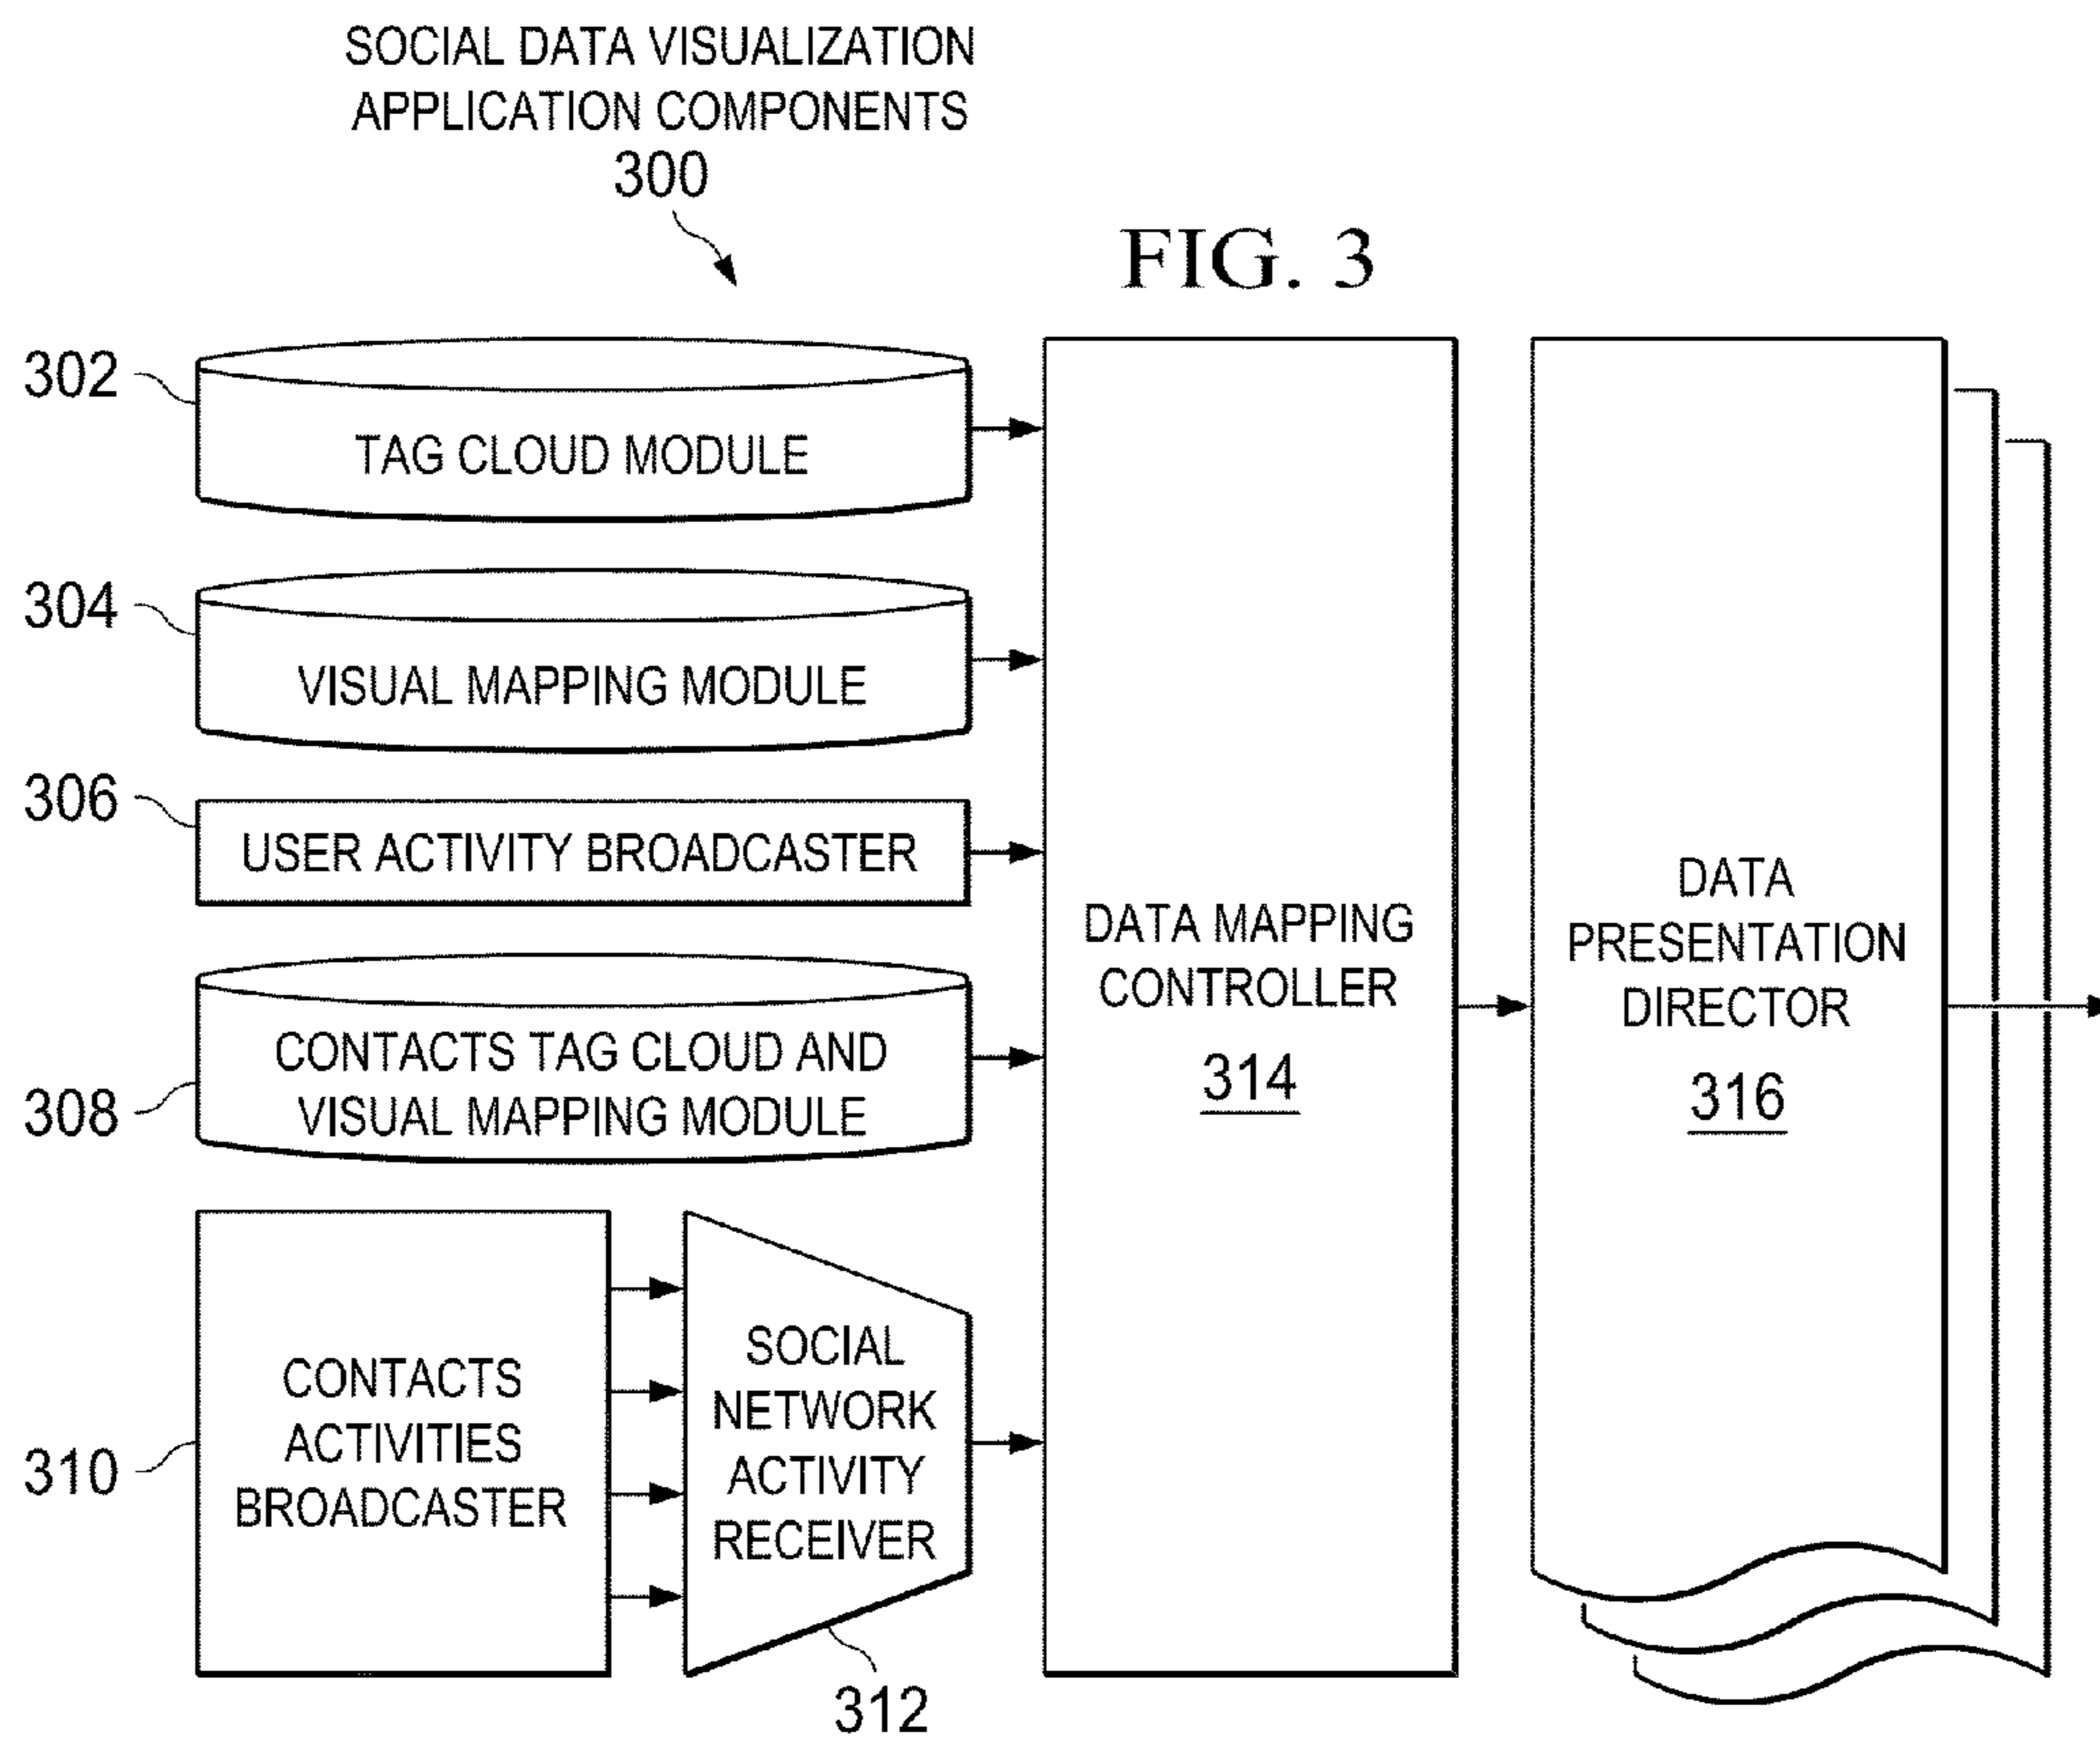 SOCIAL DATA VISUALIZATION
APPLICATION COMPONENTS
300
FIG. 3
302
TAG CLOUD MODULE
304
VISUAL MAPPING MODULE
306
USER ACTIVITY BROADCASTER
308
CONTACTS TAG CLOUD AND
VISUAL MAPPING MODULE
310
CONTACTS
ACTIVITIES
BROADCASTER
SOCIAL
NETWORK
ACTIVITY
RECEIVER
312
DATA MAPPING
CONTROLLER
314
DATA
PRESENTATION
DIRECTOR
316